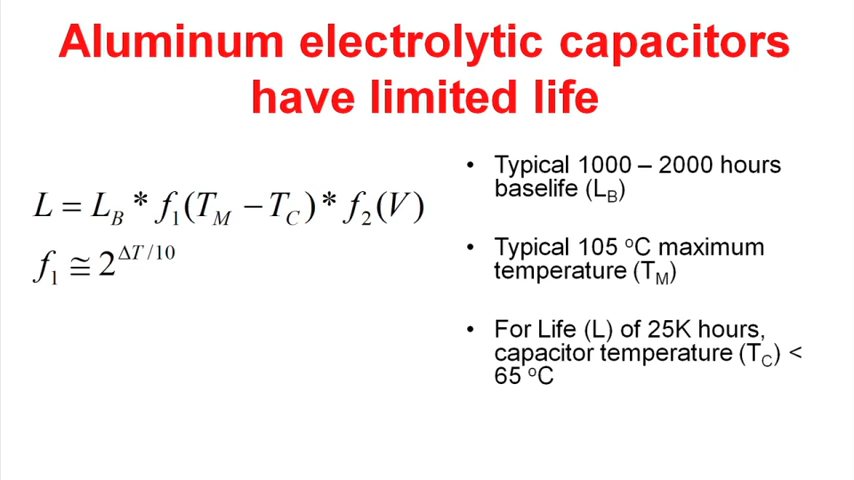 Aluminum electrolytic capacitors
have limited life
L = L_B * f_1(T_M − T_C) * f_2(V)
f_1 ≅ 2^{ΔT/10}
• Typical 1000 – 2000 hours
baselife (L_B)
• Typical 105 °C maximum
temperature (T_M)
• For Life (L) of 25K hours,
capacitor temperature (T_C) <
65 °C